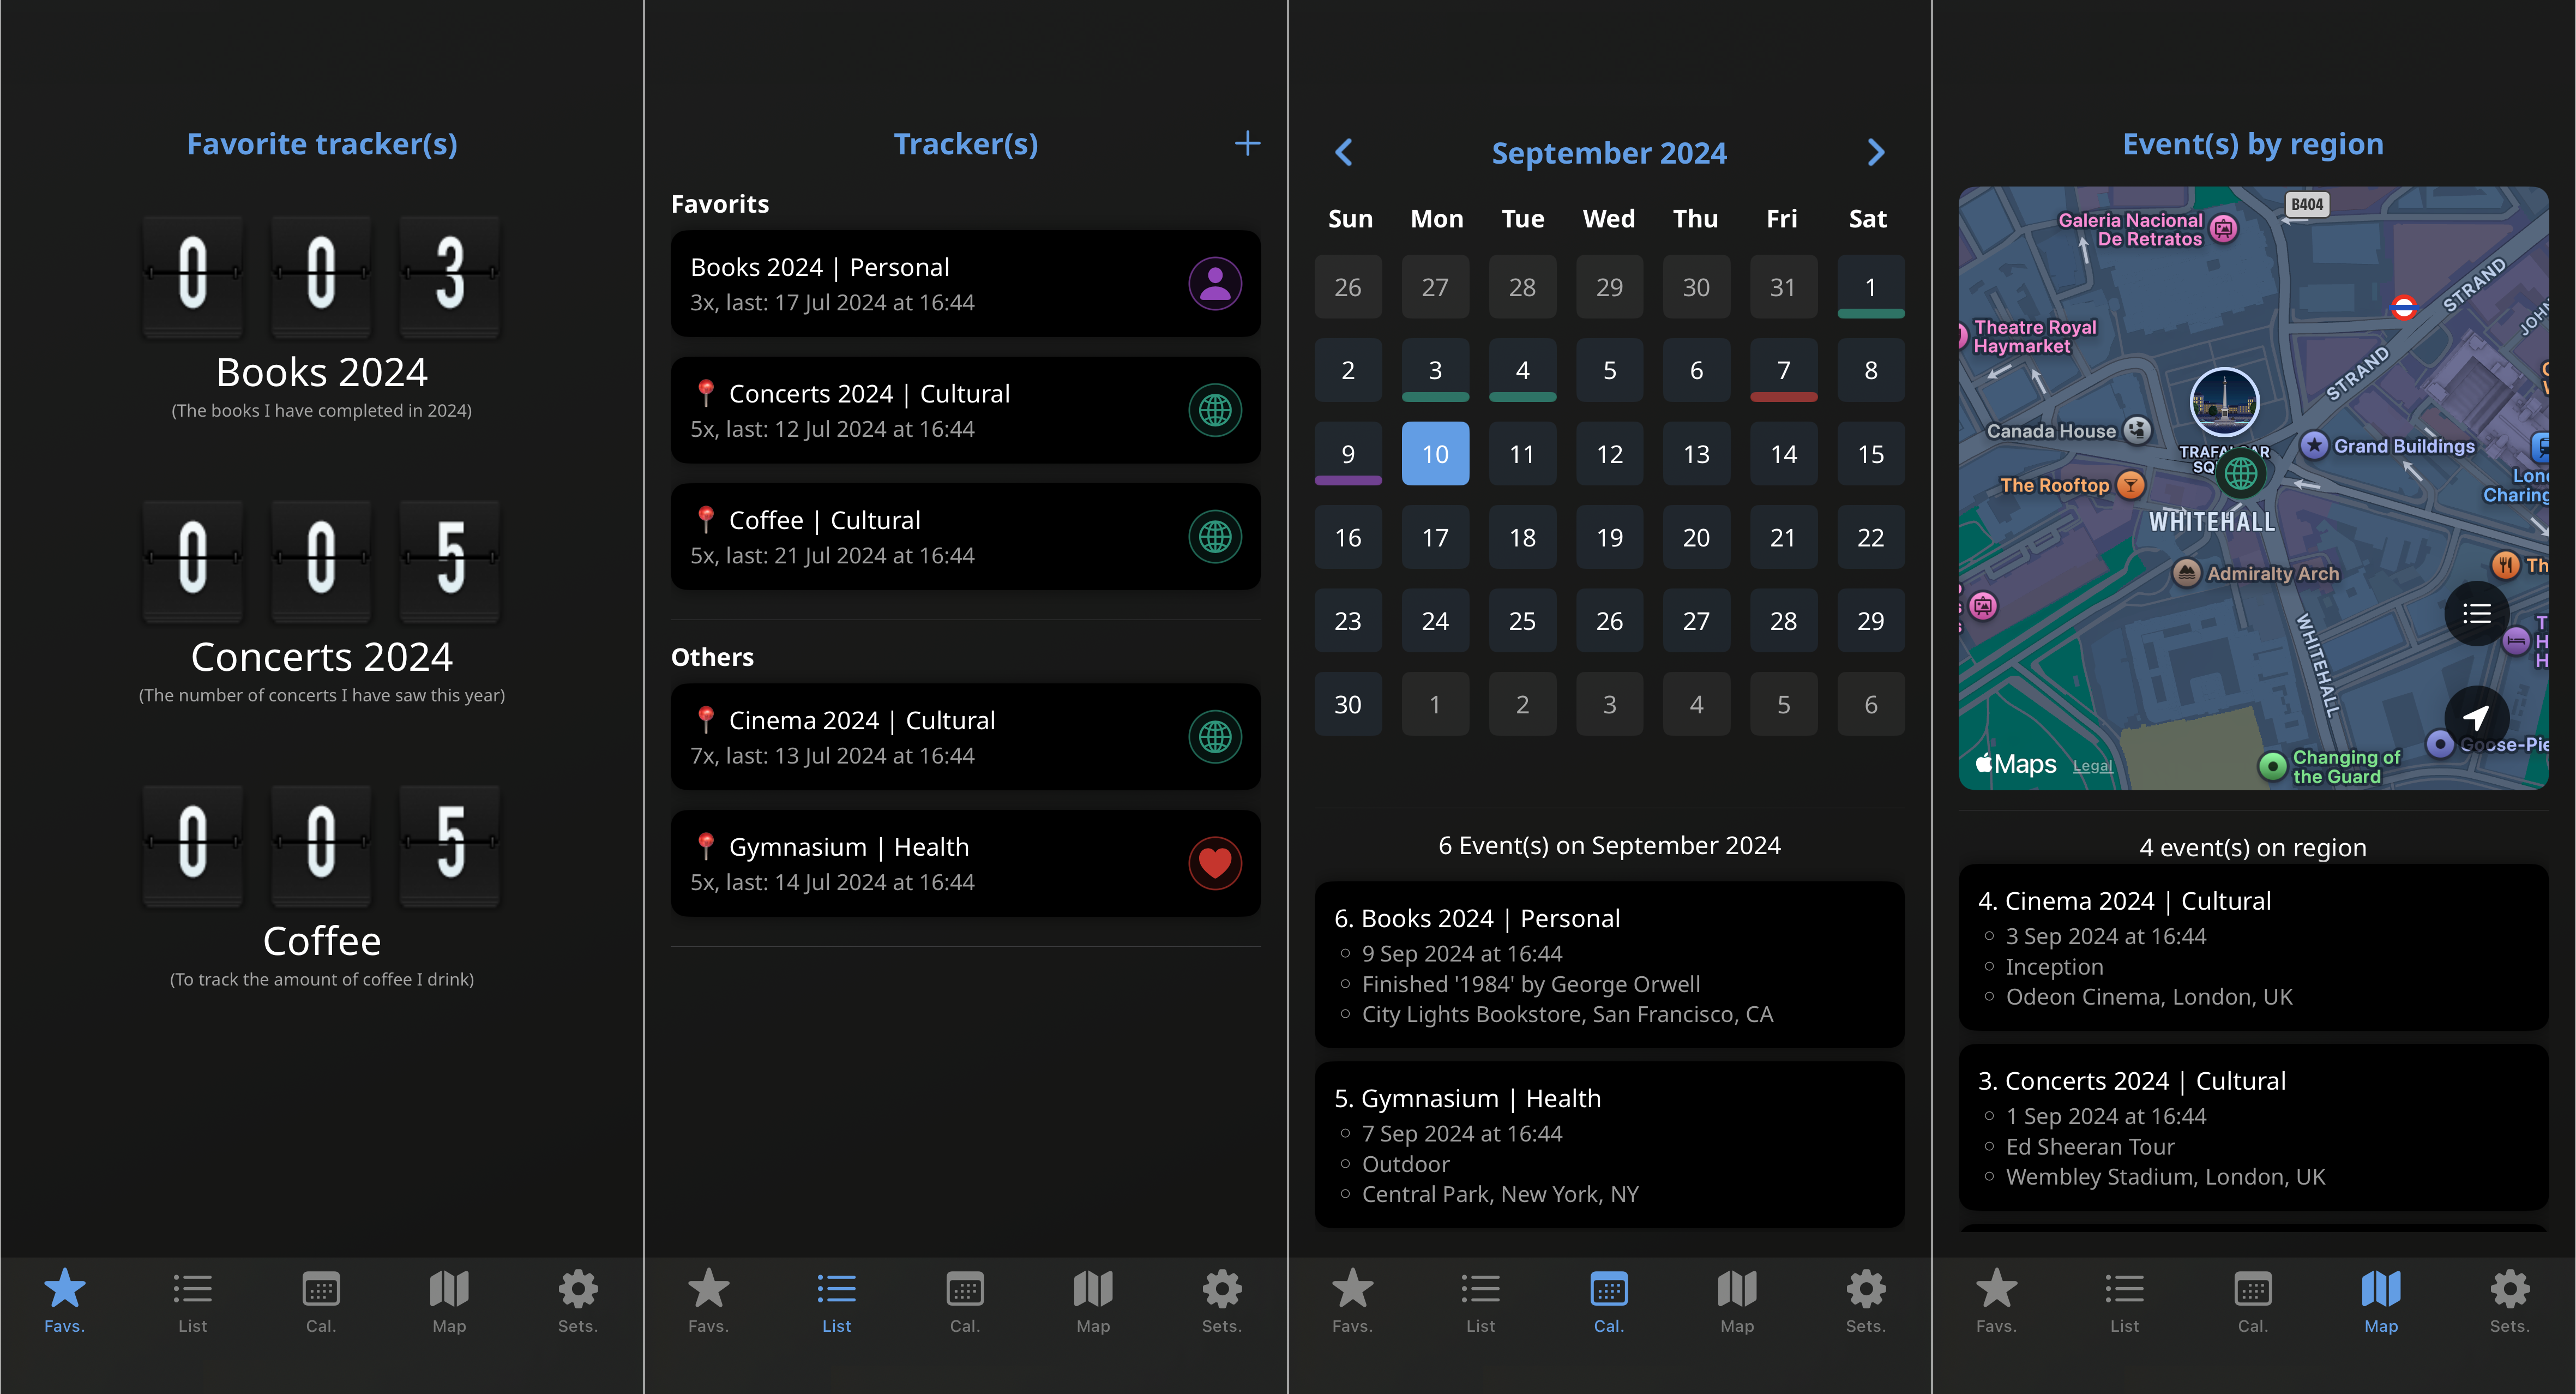 Favorite tracker(s)
0 0 3
Books 2024
(The books I have completed in 2024)
0 0 5
Concerts 2024
(The number of concerts I have saw this year)
0 0 5
Coffee
(To track the amount of coffee I drink)
Favs. List Cal. Map Sets.
Tracker(s)
Favorits
Books 2024 | Personal
3x, last: 17 Jul 2024 at 16:44
Concerts 2024 | Cultural
5x, last: 12 Jul 2024 at 16:44
Coffee | Cultural
5x, last: 21 Jul 2024 at 16:44
Others
Cinema 2024 | Cultural
7x, last: 13 Jul 2024 at 16:44
Gymnasium | Health
5x, last: 14 Jul 2024 at 16:44
Favs. List Cal. Map Sets.
September 2024
Sun Mon Tue Wed Thu Fri Sat
26 27 28 29 30 31 1
2 3 4 5 6 7 8
9 10 11 12 13 14 15
16 17 18 19 20 21 22
23 24 25 26 27 28 29
30 1 2 3 4 5 6
6 Event(s) on September 2024
6. Books 2024 | Personal
9 Sep 2024 at 16:44
Finished '1984' by George Orwell
City Lights Bookstore, San Francisco, CA
5. Gymnasium | Health
7 Sep 2024 at 16:44
Outdoor
Central Park, New York, NY
Favs. List Cal. Map Sets.
Event(s) by region
B404
Galeria Nacional
De Retratos
STRAND
JOHN
Theatre Royal
Haymarket
STRAND
Canada House
Grand Buildings
The Rooftop
Charing
WHITEHALL
Admiralty Arch
Th
WHITEHALL
Goose-Pie
Maps Legal
Changing of
the Guard
4 event(s) on region
4. Cinema 2024 | Cultural
3 Sep 2024 at 16:44
Inception
Odeon Cinema, London, UK
3. Concerts 2024 | Cultural
1 Sep 2024 at 16:44
Ed Sheeran Tour
Wembley Stadium, London, UK
Favs. List Cal. Map Sets.